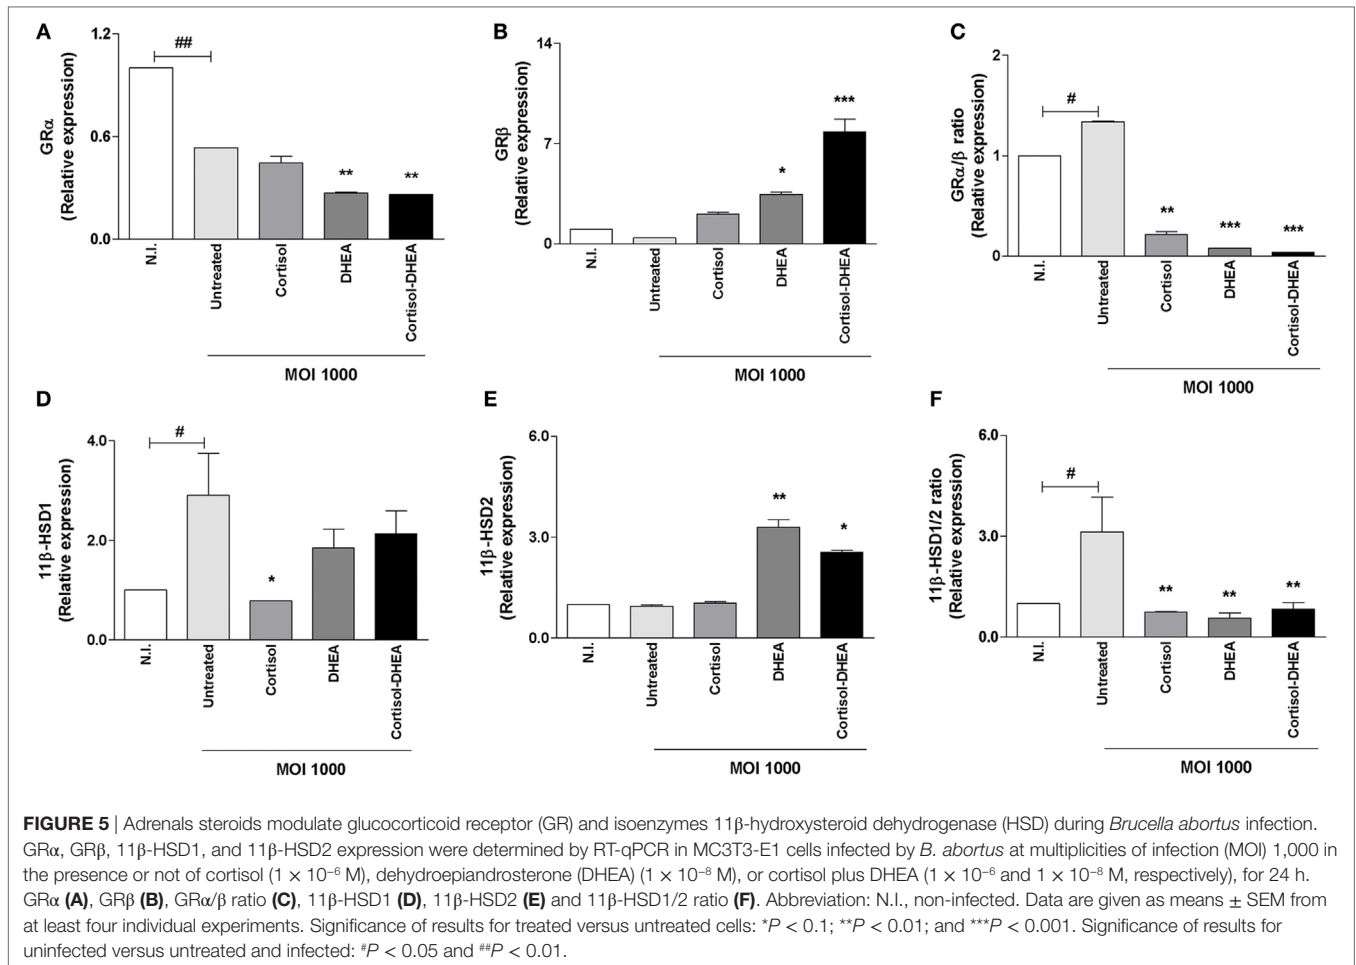 A
1.2
0.6
0.0
GRα
(Relative expression)
##
N.I.
Untreated
Cortisol
DHEA
Cortisol-DHEA
MOI 1000
B
14
7
0
GRβ
(Relative expression)
*
***
N.I.
Untreated
Cortisol
DHEA
Cortisol-DHEA
MOI 1000
C
2
1
0
GRα/β ratio
(Relative expression)
#
**
***
***
N.I.
Untreated
Cortisol
DHEA
Cortisol-DHEA
MOI 1000
**
**
D
4.0
2.0
0.0
11β-HSD1
(Relative expression)
#
*
N.I.
Untreated
Cortisol
DHEA
Cortisol-DHEA
MOI 1000
E
6.0
3.0
0.0
11β-HSD2
(Relative expression)
**
*
N.I.
Untreated
Cortisol
DHEA
Cortisol-DHEA
MOI 1000
F
6.0
3.0
0.0
11β-HSD1/2 ratio
(Relative expression)
#
**
**
**
N.I.
Untreated
Cortisol
DHEA
Cortisol-DHEA
MOI 1000
FIGURE 5 | Adrenals steroids modulate glucocorticoid receptor (GR) and isoenzymes 11β-hydroxysteroid dehydrogenase (HSD) during Brucella abortus infection.
GRα, GRβ, 11β-HSD1, and 11β-HSD2 expression were determined by RT-qPCR in MC3T3-E1 cells infected by B. abortus at multiplicities of infection (MOI) 1,000 in
the presence or not of cortisol (1 × 10⁻⁶ M), dehydroepiandrosterone (DHEA) (1 × 10⁻⁸ M), or cortisol plus DHEA (1 × 10⁻⁶ and 1 × 10⁻⁸ M, respectively), for 24 h.
GRα (A), GRβ (B), GRα/β ratio (C), 11β-HSD1 (D), 11β-HSD2 (E) and 11β-HSD1/2 ratio (F). Abbreviation: N.I., non-infected. Data are given as means ± SEM from
at least four individual experiments. Significance of results for treated versus untreated cells: *P < 0.1; **P < 0.01; and ***P < 0.001. Significance of results for
uninfected versus untreated and infected: #P < 0.05 and ##P < 0.01.